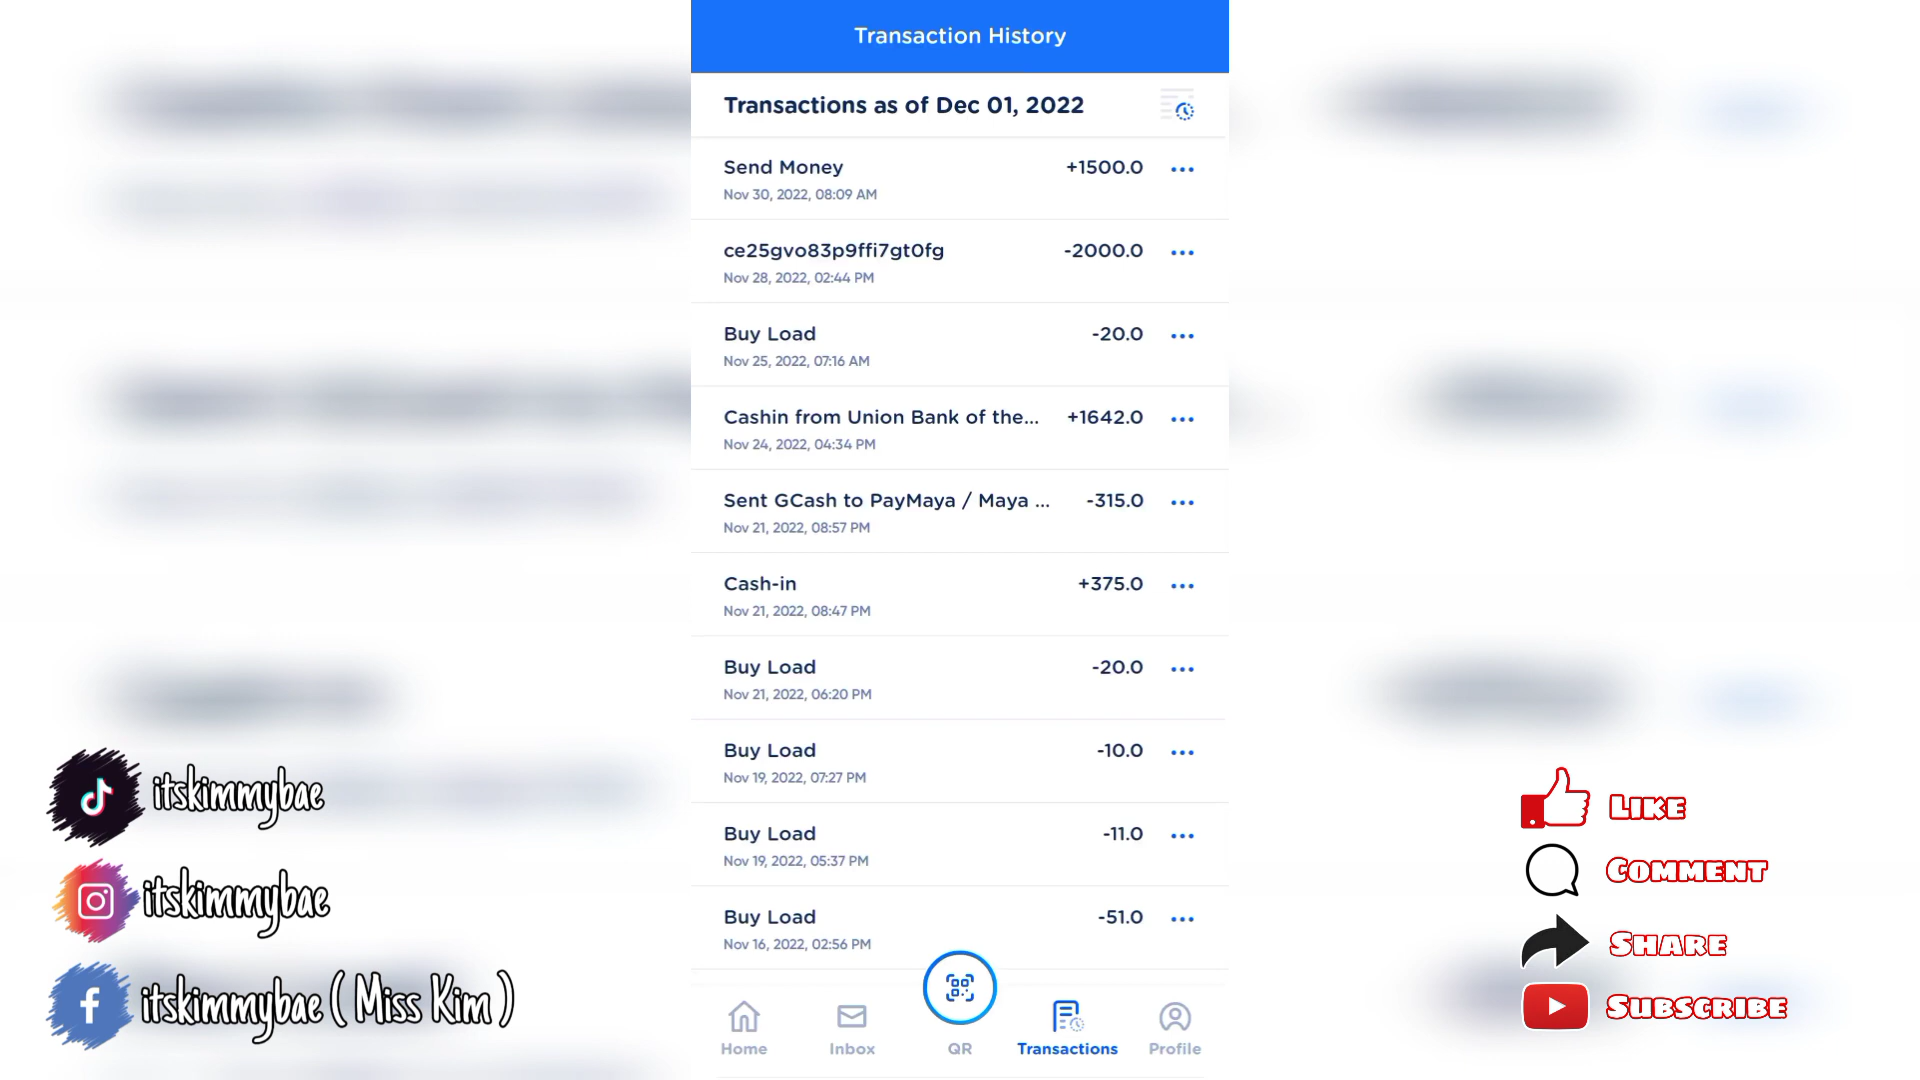 Transaction History
Transactions as of Dec 01, 2022
Send Money +1500.0
Nov 30, 2022, 08:09 AM
ce25gvo83p9ffi7gt0fg -2000.0
Nov 28, 2022, 02:44 PM
Buy Load -20.0
Nov 25, 2022, 07:16 AM
Cashin from Union Bank of the... +1642.0
Nov 24, 2022, 04:34 PM
Sent GCash to PayMaya / Maya ... -315.0
Nov 21, 2022, 08:57 PM
Cash-in +375.0
Nov 21, 2022, 08:47 PM
Buy Load -20.0
Nov 21, 2022, 06:20 PM
Buy Load -10.0
Nov 19, 2022, 07:27 PM
Buy Load -11.0
Nov 19, 2022, 05:37 PM
Buy Load -51.0
Nov 16, 2022, 02:56 PM
Home Inbox QR Transactions Profile
itskimmybae
itskimmybae
itskimmybae ( Miss Kim )
Like
Comment
Share
Subscribe